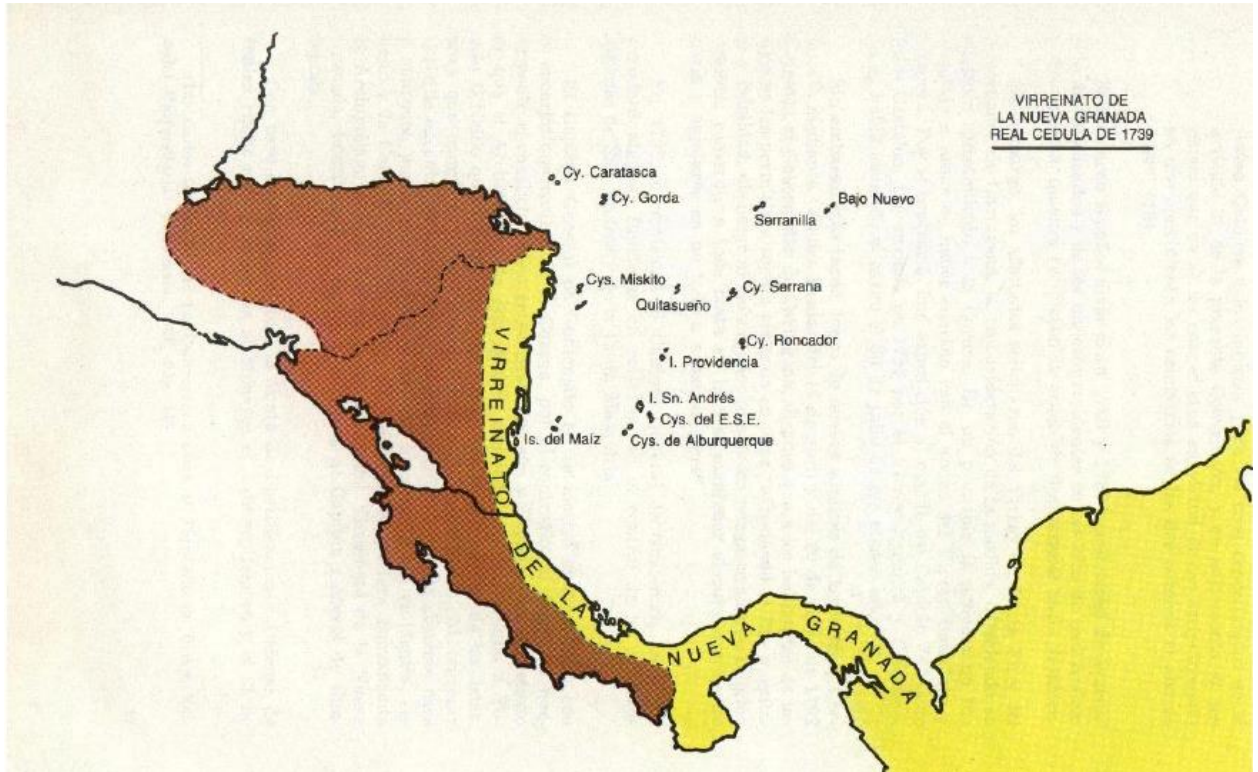 VIRREINATO DE
LA NUEVA GRANADA
REAL CEDULA DE 1739
Cy. Caratasca
Cy. Gorda
Serranilla
Bajo Nuevo
Cys. Miskito
Quitasueño
Cy. Serrana
Cy. Roncador
I. Providencia
I. Sn. Andrés
Cys. del E.S.E.
Is. del Maíz
Cys. de Alburquerque
VIRREINATO DE LA NUEVA GRANADA